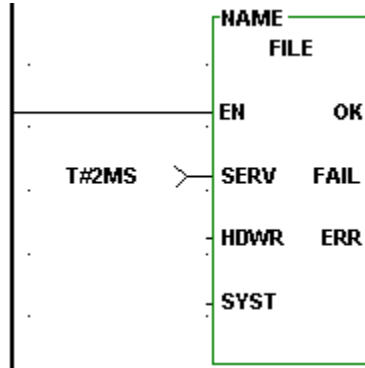 NAME
FILE
EN OK
T#2MS SERV FAIL
HDWR ERR
SYST